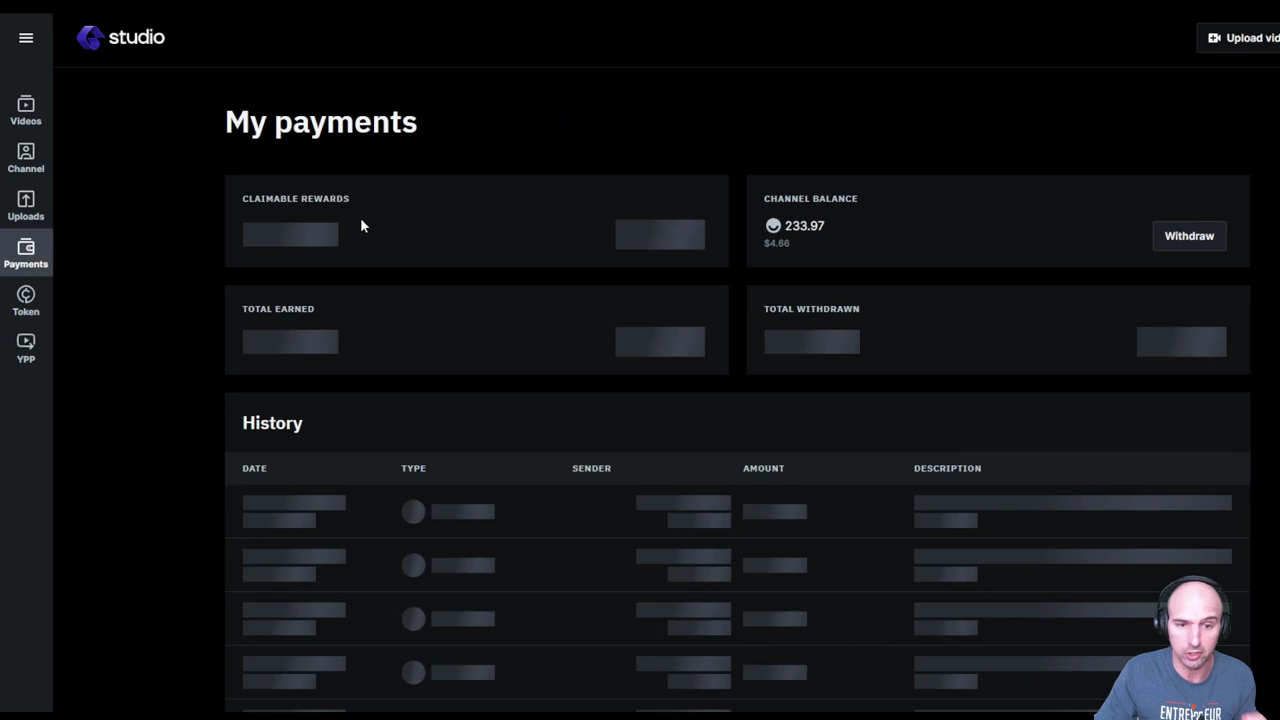 studio
Upload vid
Videos
Channel
Uploads
Payments
Token
YPP
My payments
CLAIMABLE REWARDS
CHANNEL BALANCE
233.97
$4.66
Withdraw
TOTAL EARNED
TOTAL WITHDRAWN
History
DATE TYPE SENDER AMOUNT DESCRIPTION